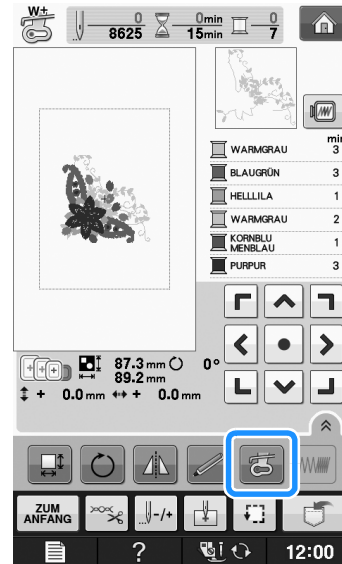 W+
0
8625
0min
15min
0
7
min
WARMGRAU 3
BLAUGRÜN 3
HELLLILA 1
WARMGRAU 2
KORNBLU
MENBLAU 1
PURPUR 3
87.3 mm 0°
89.2 mm
+ 0.0 mm + 0.0 mm
ZUM
ANFANG
-/+
?
12:00